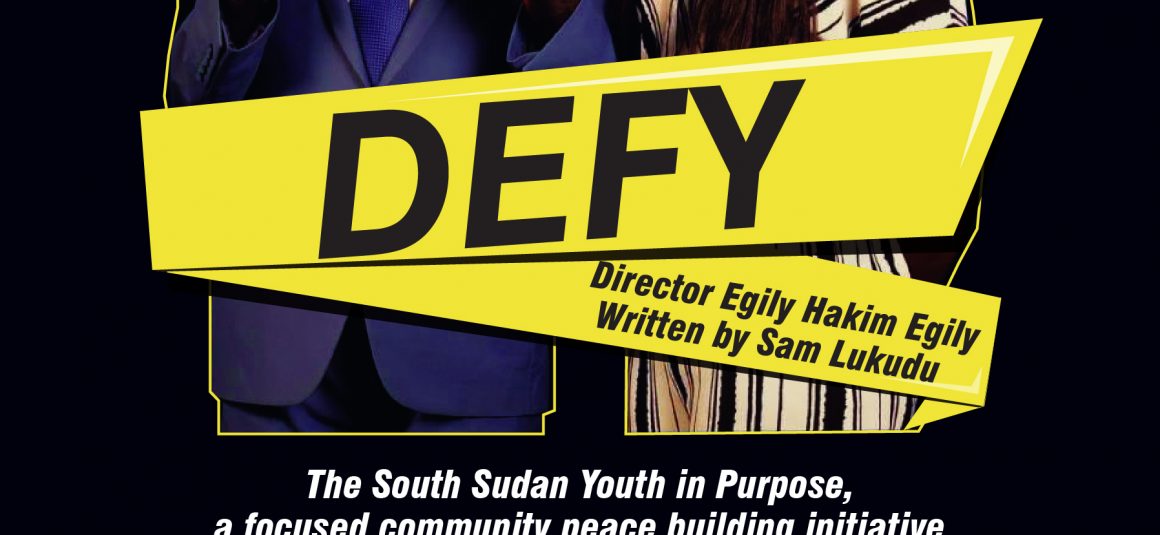 DEFY
Director Egily Hakim Egily
Written by Sam Lukudu
The South Sudan Youth in Purpose,
a focused community peace building initiative